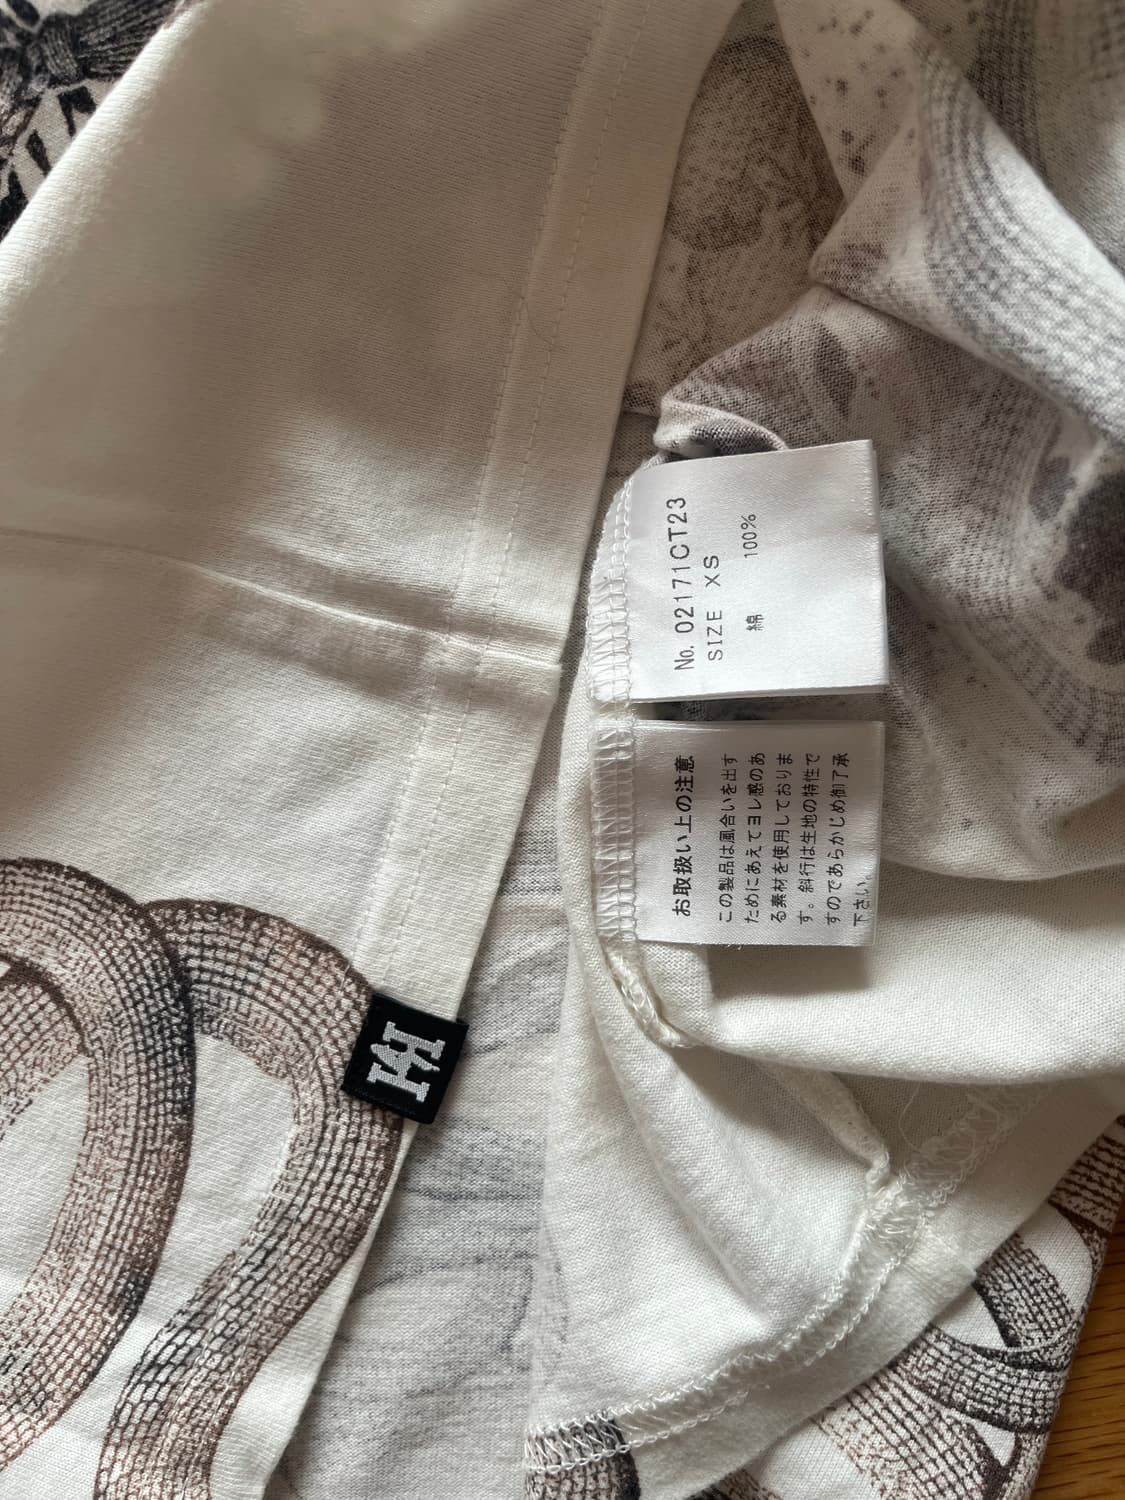 No. 02171CT23
SIZE XS
綿 100%
お取扱い上の注意
この製品は風合いを出す
ためにあえてヨレ感のあ
る素材を使用しておりま
す。斜行は生地の特性で
すのであらかじめ御了承
下さい。
H